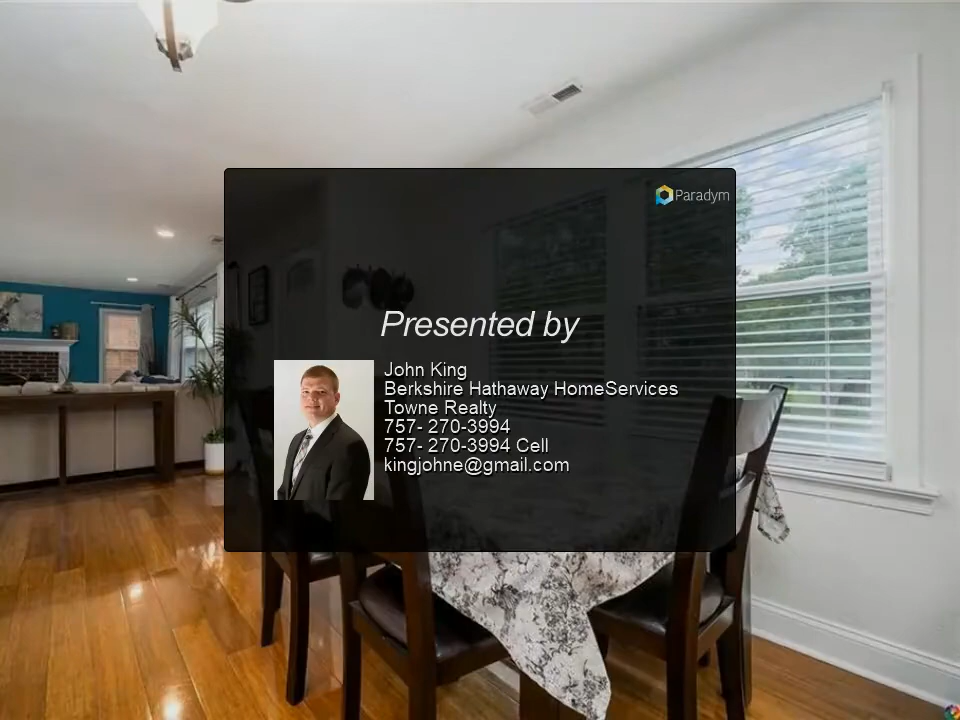 Paradym
Presented by
John King
Berkshire Hathaway HomeServices
Towne Realty
757- 270-3994
757- 270-3994 Cell
kingjohne@gmail.com